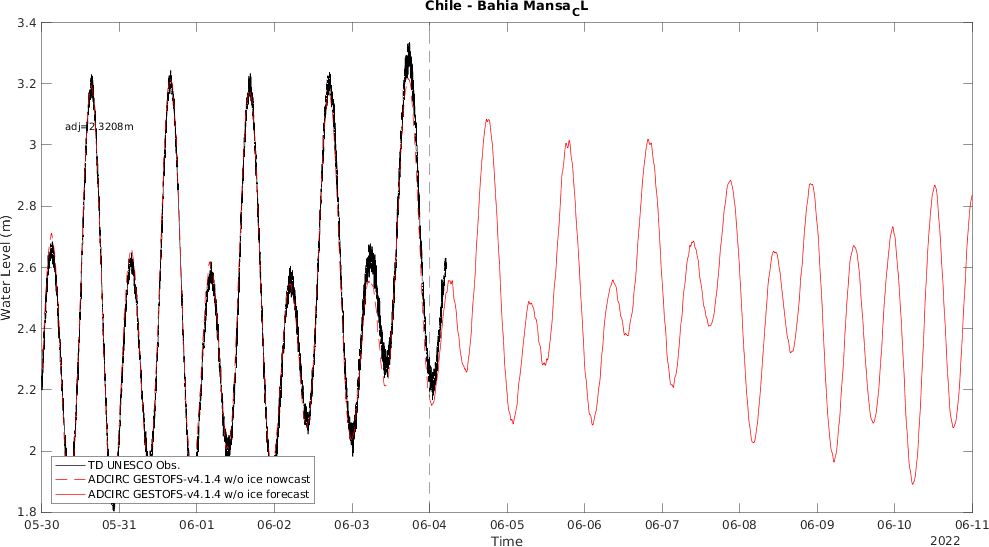 Chile - Bahia Mansa_CL
3.4
3.2
3
2.8
2.6
2.4
2.2
2
1.8
Water Level (m)
adj=[2.3208m
TD UNESCO Obs.
ADCIRC GESTOFS-v4.1.4 w/o ice nowcast
ADCIRC GESTOFS-v4.1.4 w/o ice forecast
05-30 05-31 06-01 06-02 06-03 06-04 06-05 06-06 06-07 06-08 06-09 06-10 06-11
Time
2022